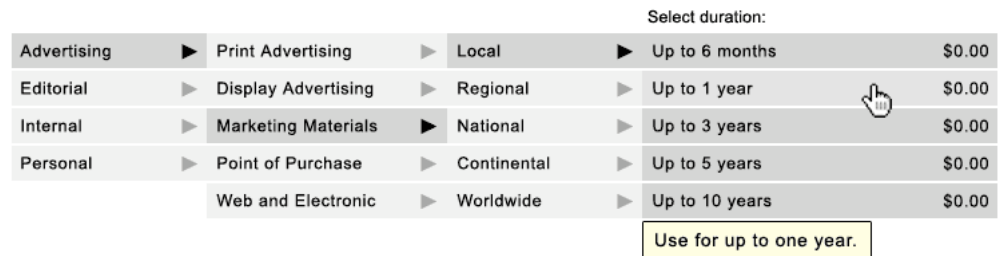 Select duration:
Advertising Print Advertising Local Up to 6 months $0.00
Editorial Display Advertising Regional Up to 1 year $0.00
Internal Marketing Materials National Up to 3 years $0.00
Personal Point of Purchase Continental Up to 5 years $0.00
Web and Electronic Worldwide Up to 10 years $0.00
Use for up to one year.